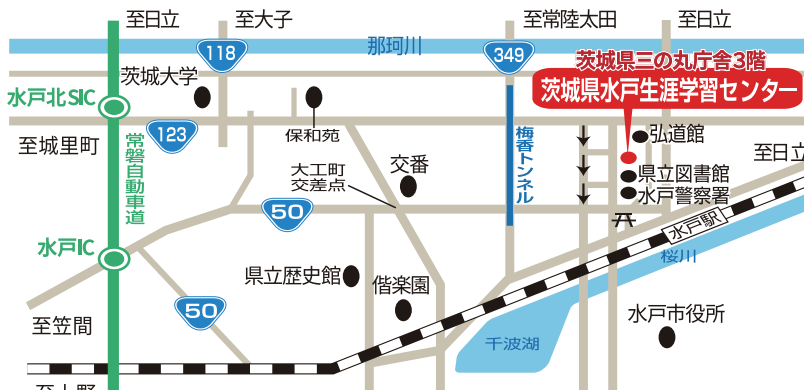 至日立
至大子
至常陸太田
至日立
118
那珂川
349
茨城県三の丸庁舎3階
茨城県水戸生涯学習センター
茨城大学
水戸北SIC
保和苑
123
至城里町
常磐自動車道
梅香トンネル
弘道館
至日立
大工町
交差点
交番
県立図書館
水戸警察署
50
水戸駅
水戸IC
桜川
県立歴史館
偕楽園
50
水戸市役所
至笠間
千波湖